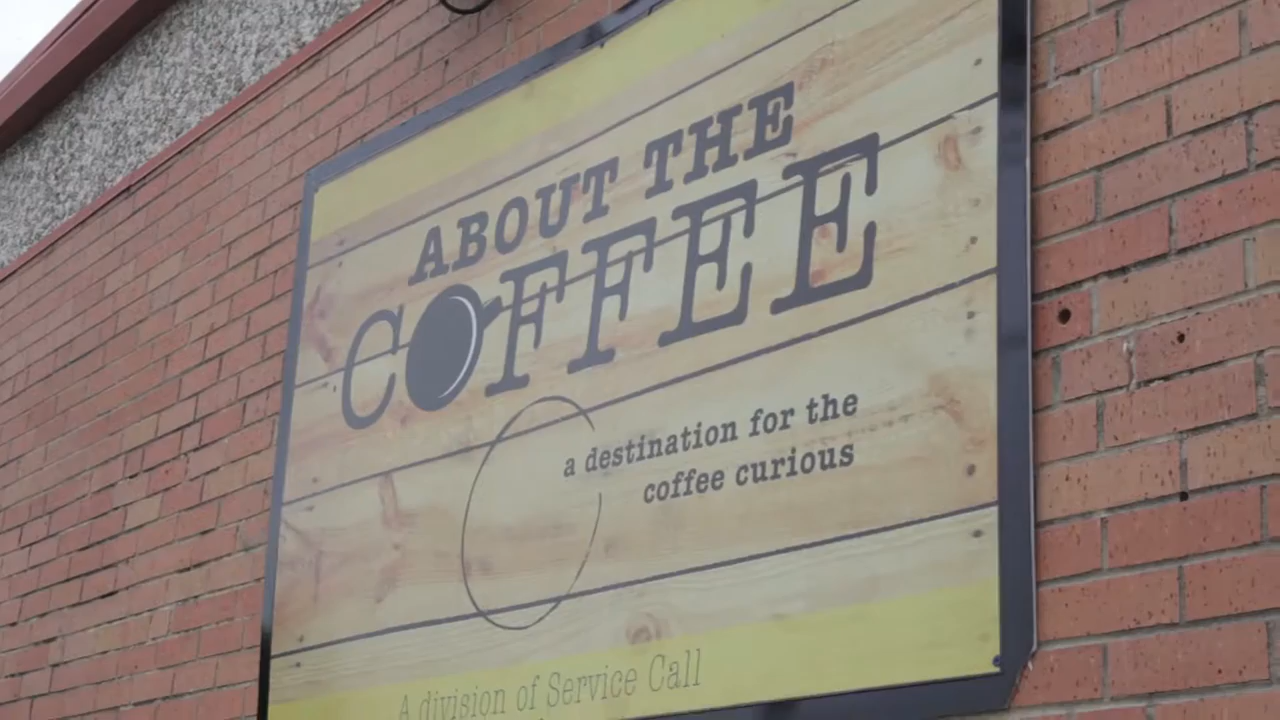 ABOUT THE
COFFEE
a destination for the
coffee curious
A division of Service Call